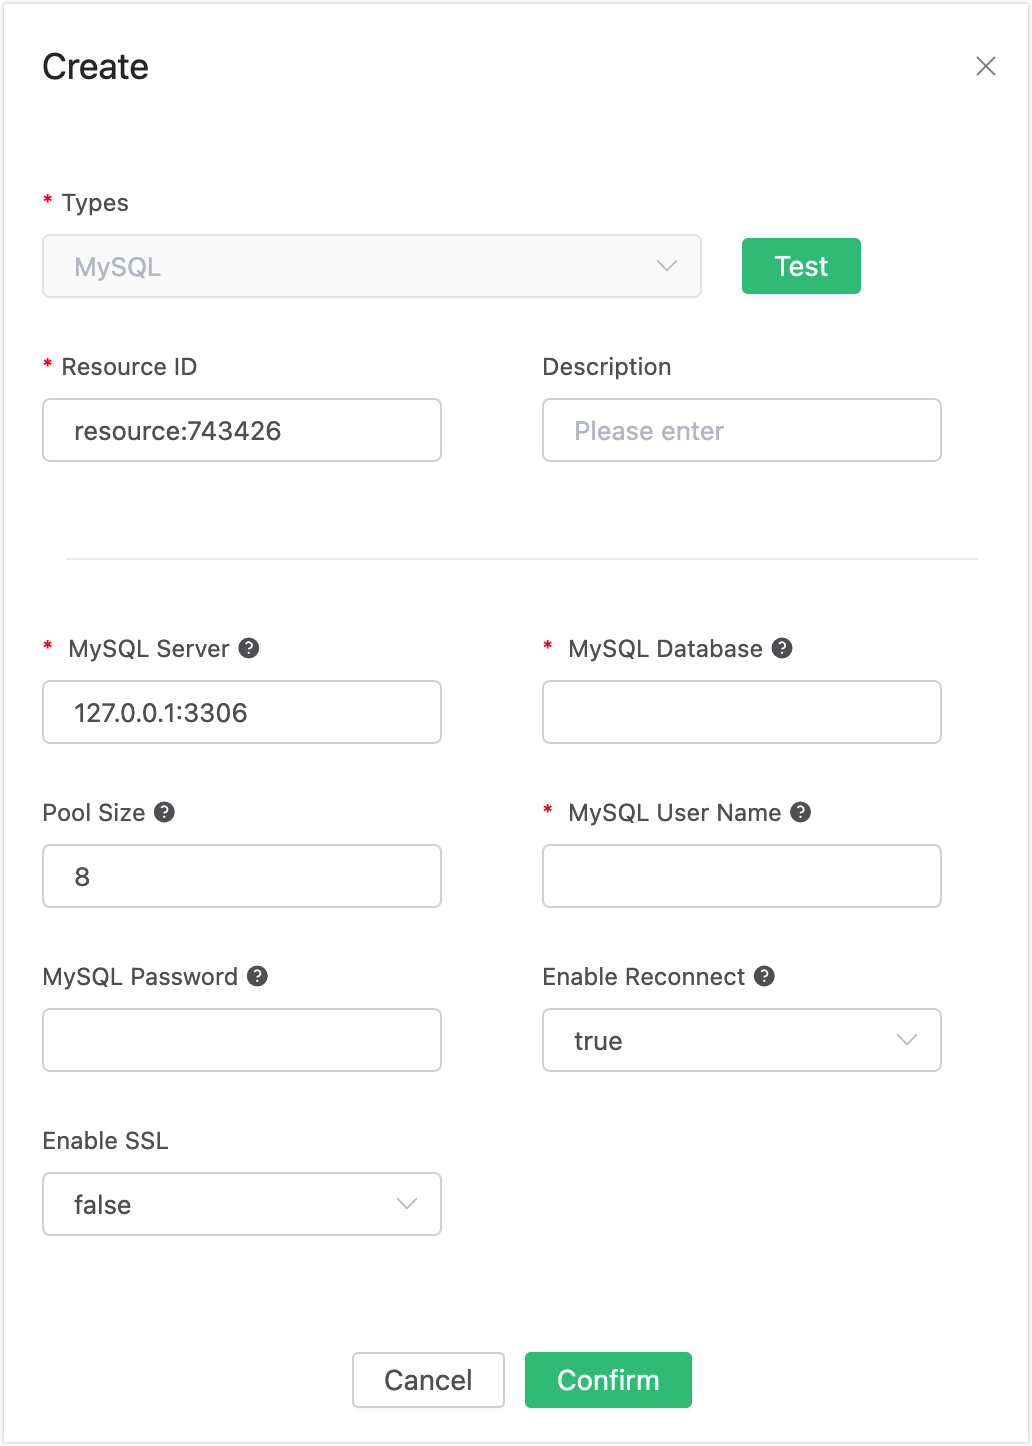 Create
* Types
MySQL
Test
* Resource ID
Description
resource:743426
Please enter
* MySQL Server ?
* MySQL Database ?
127.0.0.1:3306
Pool Size ?
* MySQL User Name ?
8
MySQL Password ?
Enable Reconnect ?
true
Enable SSL
false
Cancel
Confirm